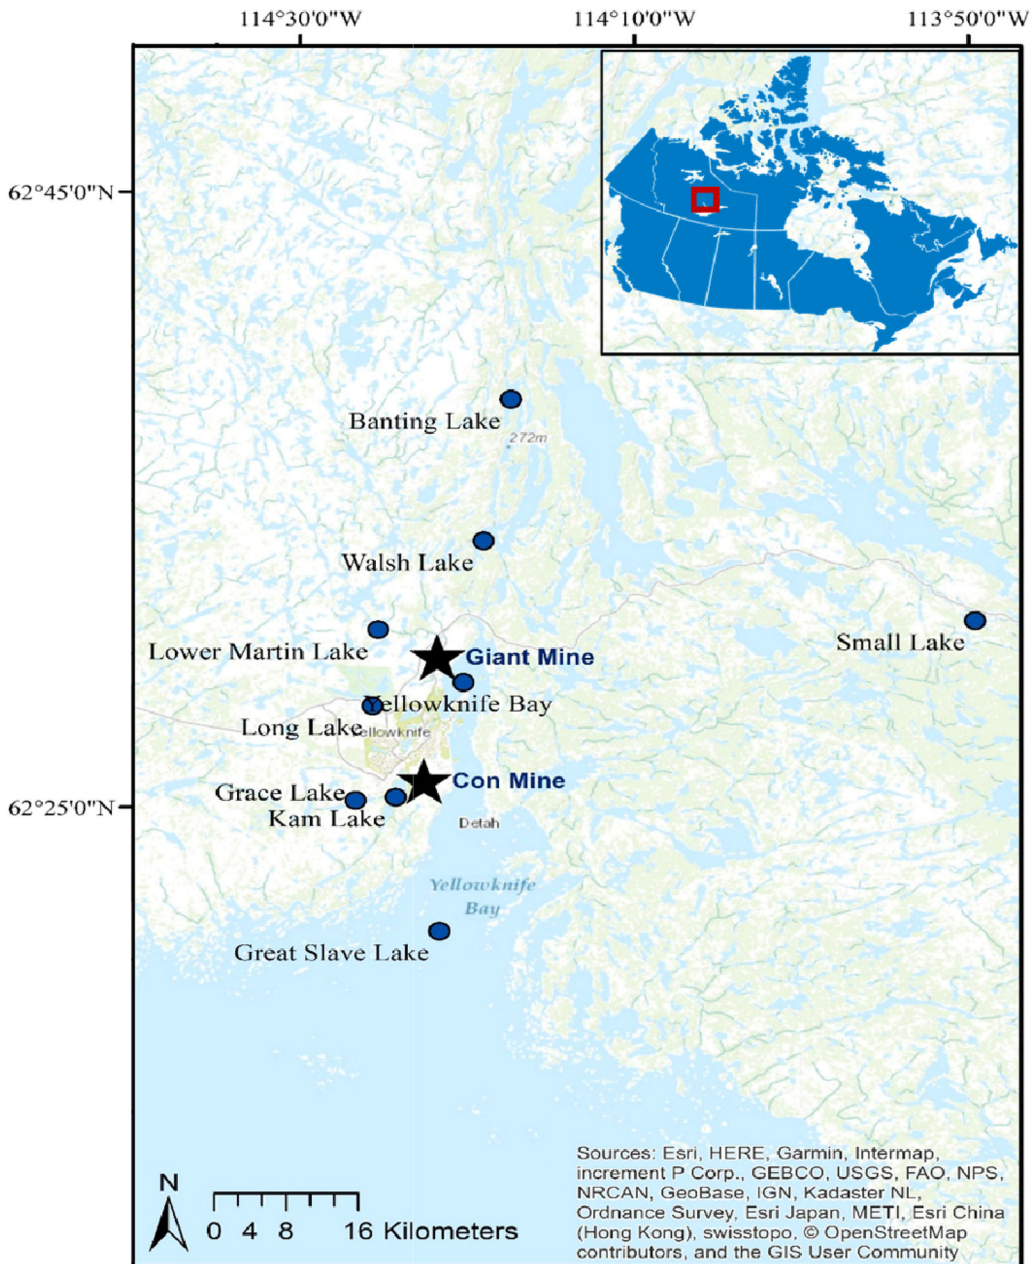 114°30'0"W 114°10'0"W 113°50'0"W
62°45'0"N
Banting Lake
272m
Walsh Lake
Small Lake
Lower Martin Lake
Giant Mine
Yellowknife Bay
Long Lake
Yellowknife
Con Mine
Grace Lake
62°25'0"N
Kam Lake
Detah
Yellowknife
Bay
Great Slave Lake
N
0 4 8 16 Kilometers
Sources: Esri, HERE, Garmin, Intermap,
increment P Corp., GEBCO, USGS, FAO, NPS,
NRCAN, GeoBase, IGN, Kadaster NL,
Ordnance Survey, Esri Japan, METI, Esri China
(Hong Kong), swisstopo, © OpenStreetMap
contributors, and the GIS User Community